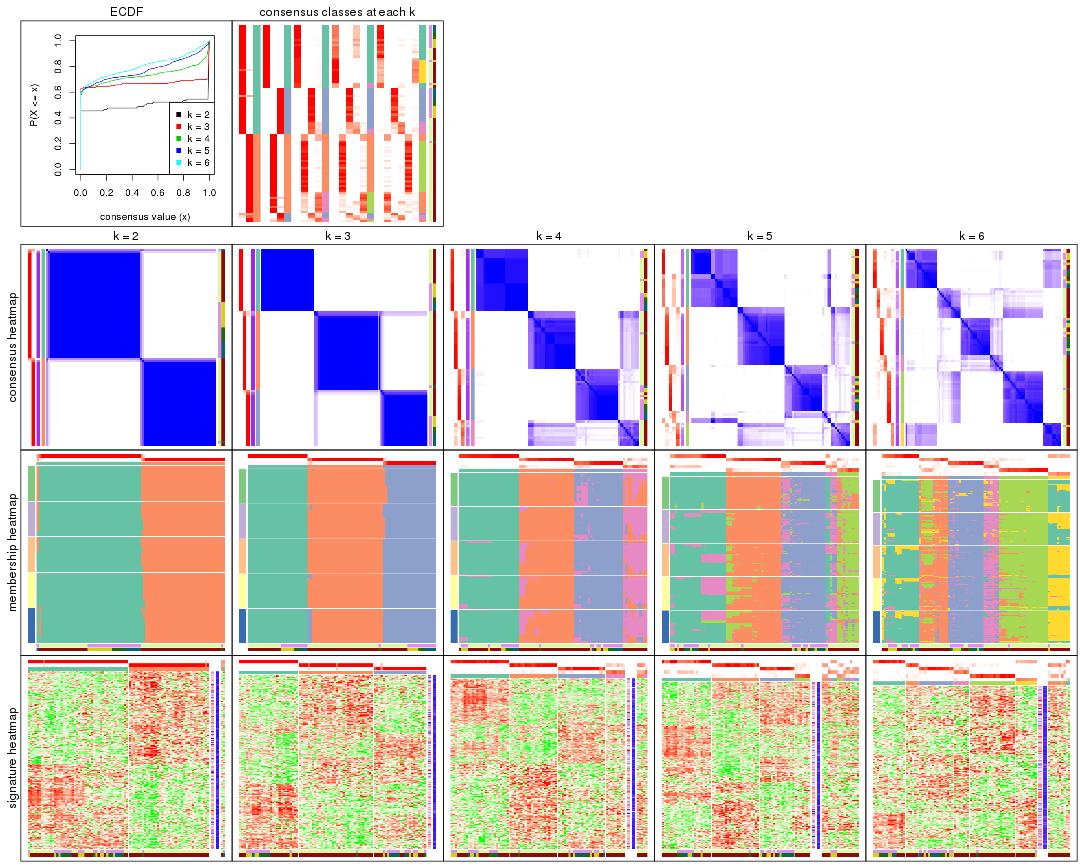 ECDF
consensus classes at each k
P(X <= x)
0.0 0.2 0.4 0.6 0.8 1.0
k = 2
k = 3
k = 4
k = 5
k = 6
0.0 0.2 0.4 0.6 0.8 1.0
consensus value (x)
k = 2
k = 3
k = 4
k = 5
k = 6
consensus heatmap
membership heatmap
signature heatmap